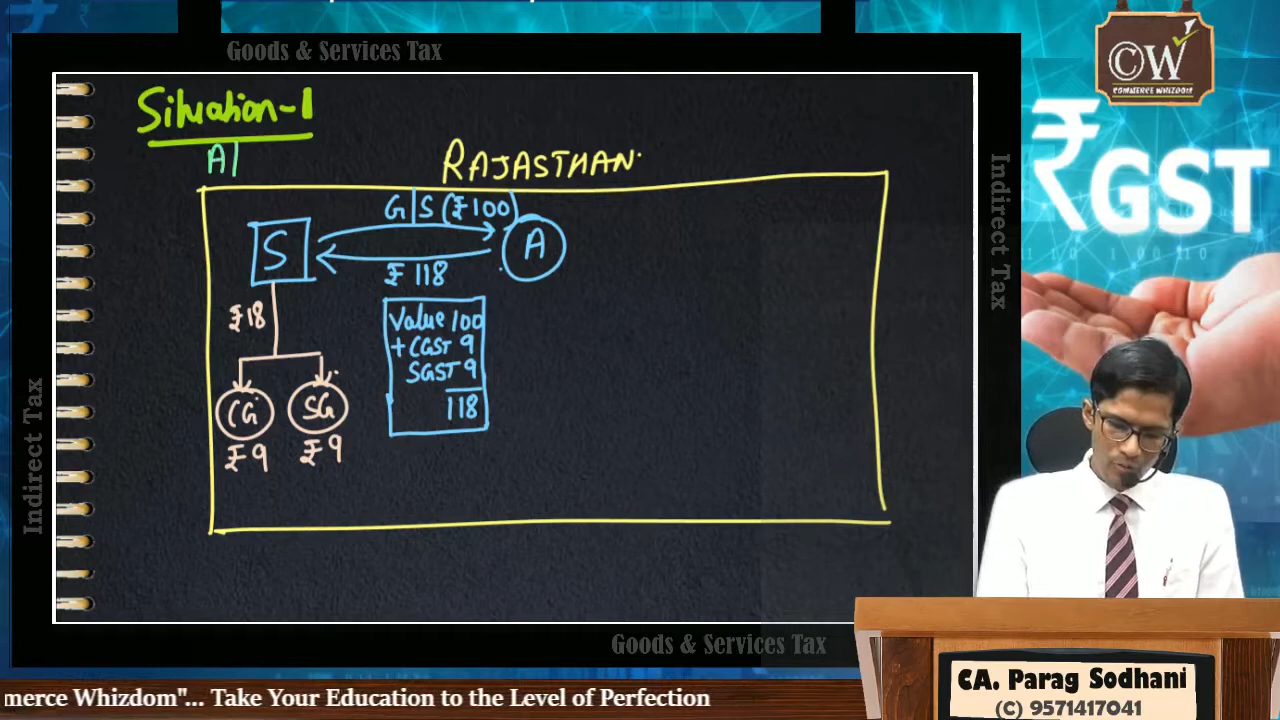 Goods & Services Tax
©W
COMMERCE WHIZDOM
Situation-1
A1
RAJASTHAN
G|S (₹100)
S
A
₹ 118
₹18
Value 100
+ CGST 9
SGST 9
118
CG
SG
₹ 9
₹ 9
Indirect Tax
Indirect Tax
₹GST
Goods & Services Tax
CA. Parag Sodhani
(C) 9571417041
merce Whizdom"... Take Your Education to the Level of Perfection